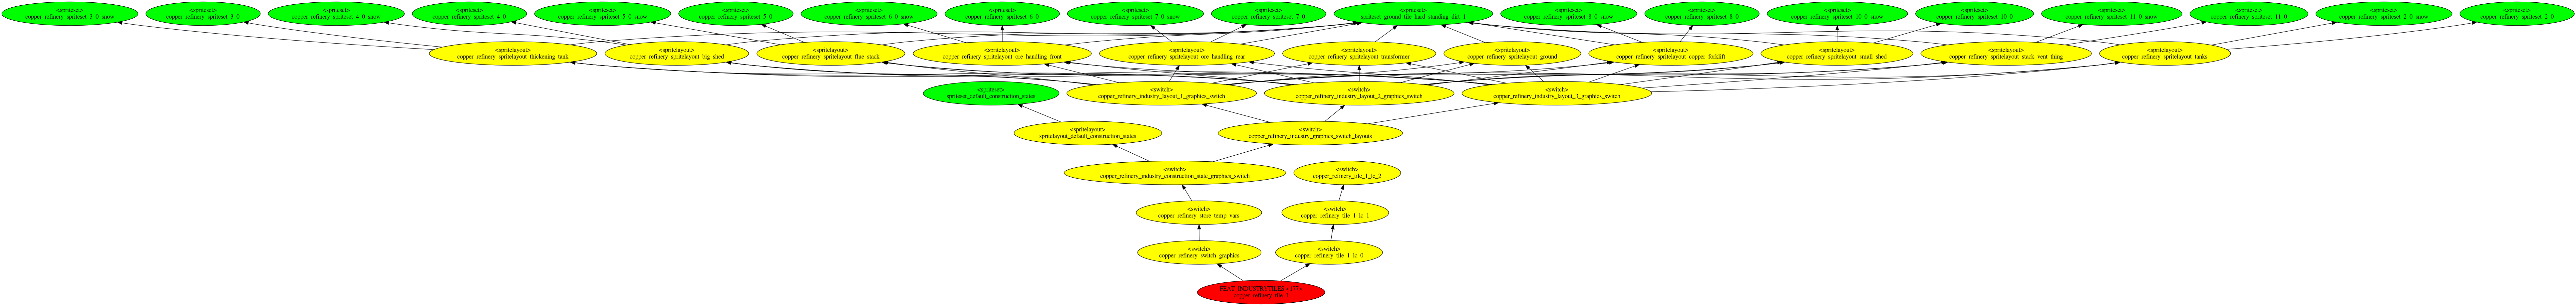 <spriteset>
copper_refinery_spriteset_3_0_snow
<spriteset>
copper_refinery_spriteset_3_0
<spriteset>
copper_refinery_spriteset_4_0_snow
<spriteset>
copper_refinery_spriteset_4_0
<spriteset>
copper_refinery_spriteset_5_0_snow
<spriteset>
copper_refinery_spriteset_5_0
<spriteset>
copper_refinery_spriteset_6_0_snow
<spriteset>
copper_refinery_spriteset_6_0
<spriteset>
copper_refinery_spriteset_7_0_snow
<spriteset>
copper_refinery_spriteset_7_0
<spriteset>
spriteset_ground_tile_hard_standing_dirt_1
<spriteset>
copper_refinery_spriteset_8_0_snow
<spriteset>
copper_refinery_spriteset_8_0
<spriteset>
copper_refinery_spriteset_10_0_snow
<spriteset>
copper_refinery_spriteset_10_0
<spriteset>
copper_refinery_spriteset_11_0_snow
<spriteset>
copper_refinery_spriteset_11_0
<spriteset>
copper_refinery_spriteset_2_0_snow
<spriteset>
copper_refinery_spriteset_2_0
<spritelayout>
copper_refinery_spritelayout_thickening_tank
<spritelayout>
copper_refinery_spritelayout_big_shed
<spritelayout>
copper_refinery_spritelayout_flue_stack
<spritelayout>
copper_refinery_spritelayout_ore_handling_front
<spritelayout>
copper_refinery_spritelayout_ore_handling_rear
<spritelayout>
copper_refinery_spritelayout_transformer
<spritelayout>
copper_refinery_spritelayout_ground
<spritelayout>
copper_refinery_spritelayout_copper_forklift
<spritelayout>
copper_refinery_spritelayout_small_shed
<spritelayout>
copper_refinery_spritelayout_stack_vent_thing
<spritelayout>
copper_refinery_spritelayout_tanks
<spriteset>
spriteset_default_construction_states
<switch>
copper_refinery_industry_layout_1_graphics_switch
<switch>
copper_refinery_industry_layout_2_graphics_switch
<switch>
copper_refinery_industry_layout_3_graphics_switch
<spritelayout>
spritelayout_default_construction_states
<switch>
copper_refinery_industry_graphics_switch_layouts
<switch>
copper_refinery_industry_construction_state_graphics_switch
<switch>
copper_refinery_tile_1_lc_2
<switch>
copper_refinery_store_temp_vars
<switch>
copper_refinery_tile_1_lc_1
<switch>
copper_refinery_switch_graphics
<switch>
copper_refinery_tile_1_lc_0
copper_refinery_tile_1